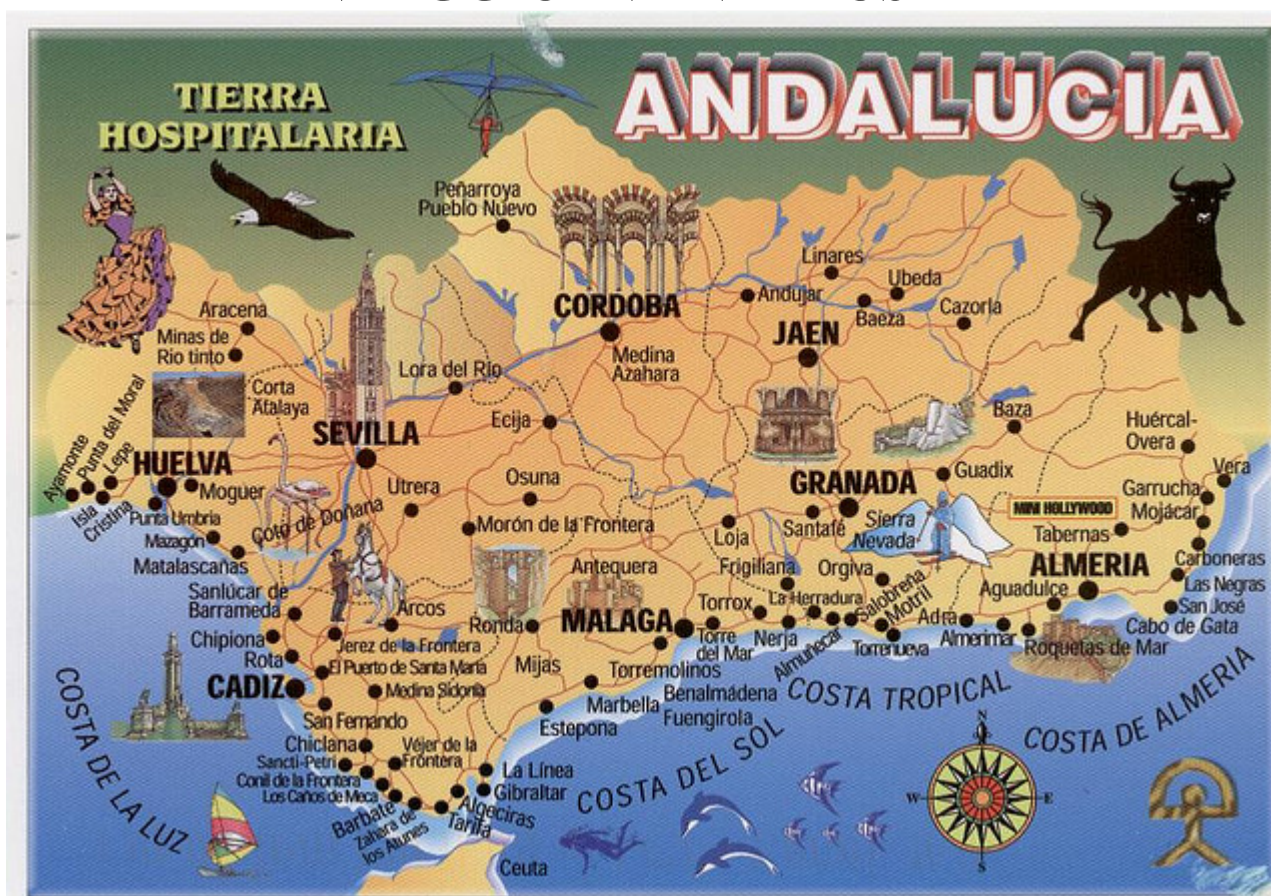 TIERRA
HOSPITALARIA
ANDALUCIA
Peñarroya
Pueblo Nuevo
CORDOBA
Medina
Azahara
Linares
Andujar
Ubeda
Baeza
Cazorla
JAEN
Aracena
Minas de
Rio tinto
Corta
Atalaya
Lora del Rio
Ecija
SEVILLA
Baza
Huércal-
Overa
Ayamonte
Punta del Moral
Lepe
Isla
Cristina
HUELVA
Moguer
Punta Umbria
Mazagón
Matalascañas
Coto de Doñana
Utrera
Osuna
Morón de la Frontera
GRANADA
Guadix
Santafé
Loja
Sierra
Nevada
MINI HOLLYWOOD
Tabernas
Vera
Garrucha
Mojácar
Carboneras
Las Negras
San José
Cabo de Gata
ALMERIA
Aguadulce
Roquetas de Mar
Almerimar
Adra
Orgiva
Frigiliana
La Herradura
Salobreña
Motril
Torrenueva
Almuñecar
Nerja
Torrox
Torre
del Mar
Antequera
MALAGA
Torremolinos
Benalmádena
Fuengirola
Mijas
Marbella
Estepona
Ronda
Arcos
Sanlúcar de
Barrameda
Chipiona
Rota
Jerez de la Frontera
El Puerto de Santa María
CADIZ
Medina Sidonia
San Fernando
Chiclana
Sancti-Petri
Véjer de la
Frontera
Conil de la Frontera
Los Caños de Meca
Barbate
Zahara de
los Atunes
Tarifa
Algeciras
La Línea
Gibraltar
Ceuta
COSTA DE LA LUZ
COSTA DEL SOL
COSTA TROPICAL
COSTA DE ALMERIA
N
W
E
S